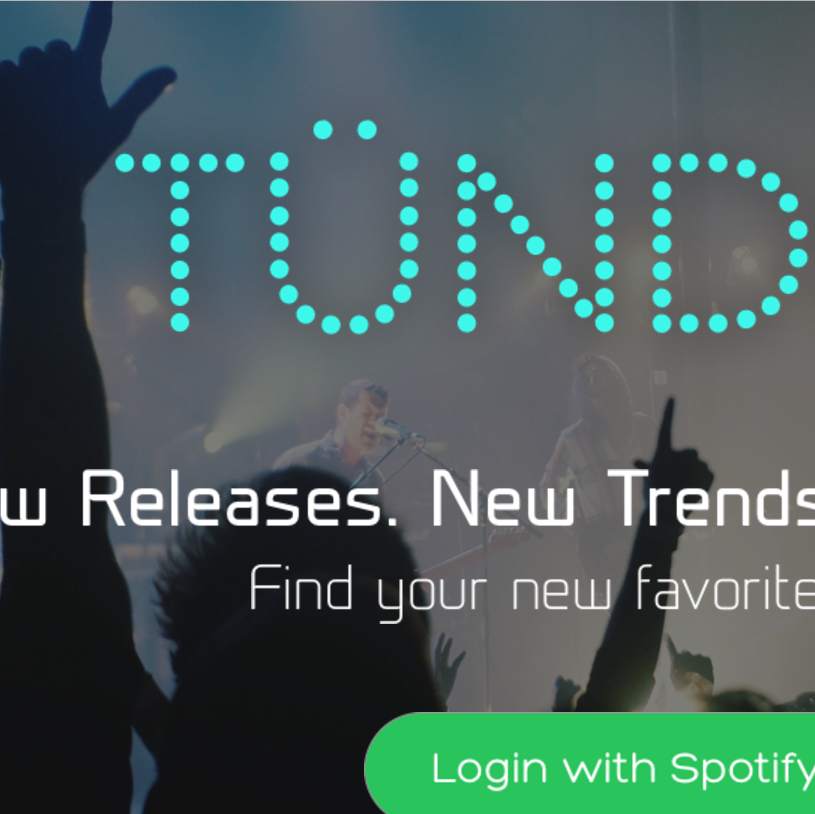 TÜND
w Releases. New Trends
Find your new favorite
Login with Spotify